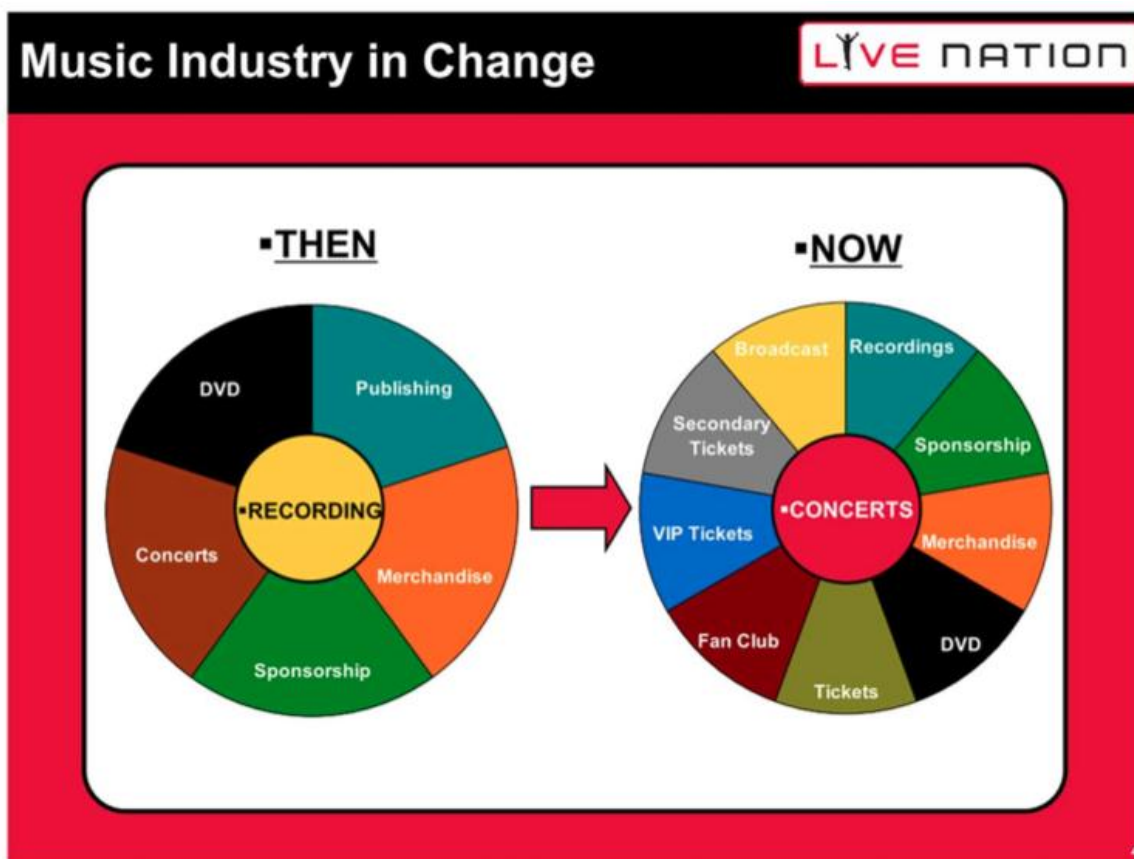 Music Industry in Change
LIVE NATION
▪THEN
▪NOW
DVD
Publishing
▪RECORDING
Concerts
Merchandise
Sponsorship
Broadcast
Recordings
Secondary
Tickets
Sponsorship
VIP Tickets
▪CONCERTS
Merchandise
Fan Club
DVD
Tickets